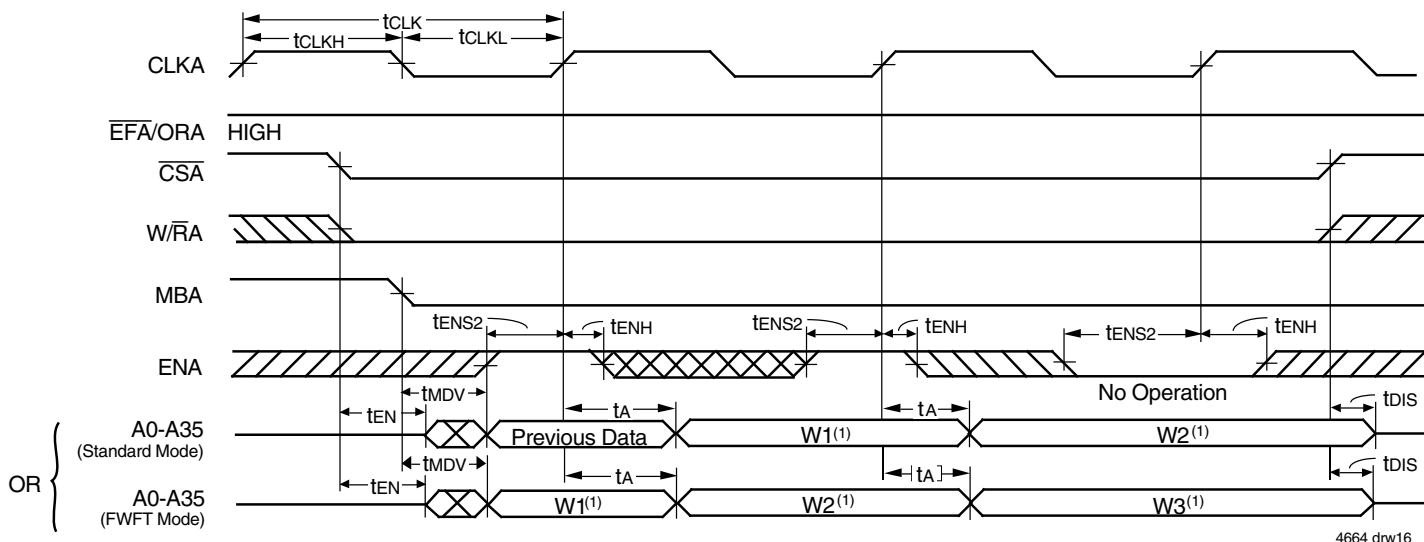 tCLK
tCLKH tCLKL
CLKA
EFA/ORA HIGH
CSA
W/RA
MBA
tENS2 tENH tENS2 tENH tENS2 tENH
ENA
No Operation
tMDV
tEN tA tA tDIS
A0-A35 Previous Data W1(1) W2(1)
(Standard Mode)
OR
tMDV
tEN tA tA tDIS
A0-A35 W1(1) W2(1) W3(1)
(FWFT Mode)
4664 drw16